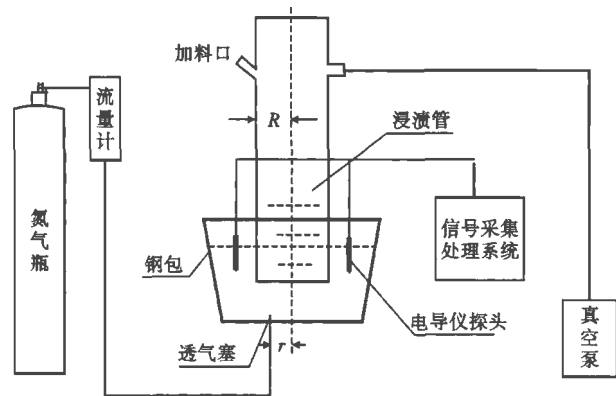 加料口
流量计
R
浸渍管
氮气瓶
信号采集
处理系统
钢包
电导仪探头
真空泵
透气塞
r